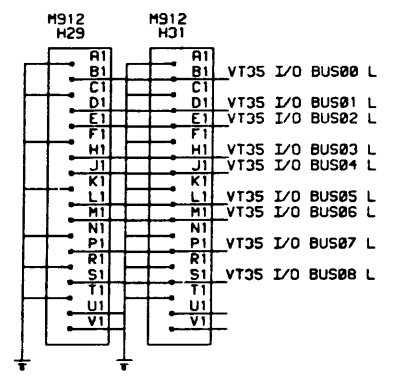 M912 M912
H29 H31
A1 A1
B1 B1 VT35 I/O BUS00 L
C1 C1
D1 D1 VT35 I/O BUS01 L
E1 E1 VT35 I/O BUS02 L
F1 F1
H1 H1 VT35 I/O BUS03 L
J1 J1 VT35 I/O BUS04 L
K1 K1
L1 L1 VT35 I/O BUS05 L
M1 M1 VT35 I/O BUS06 L
N1 N1
P1 P1 VT35 I/O BUS07 L
R1 R1
S1 S1 VT35 I/O BUS08 L
T1 T1
U1 U1
V1 V1